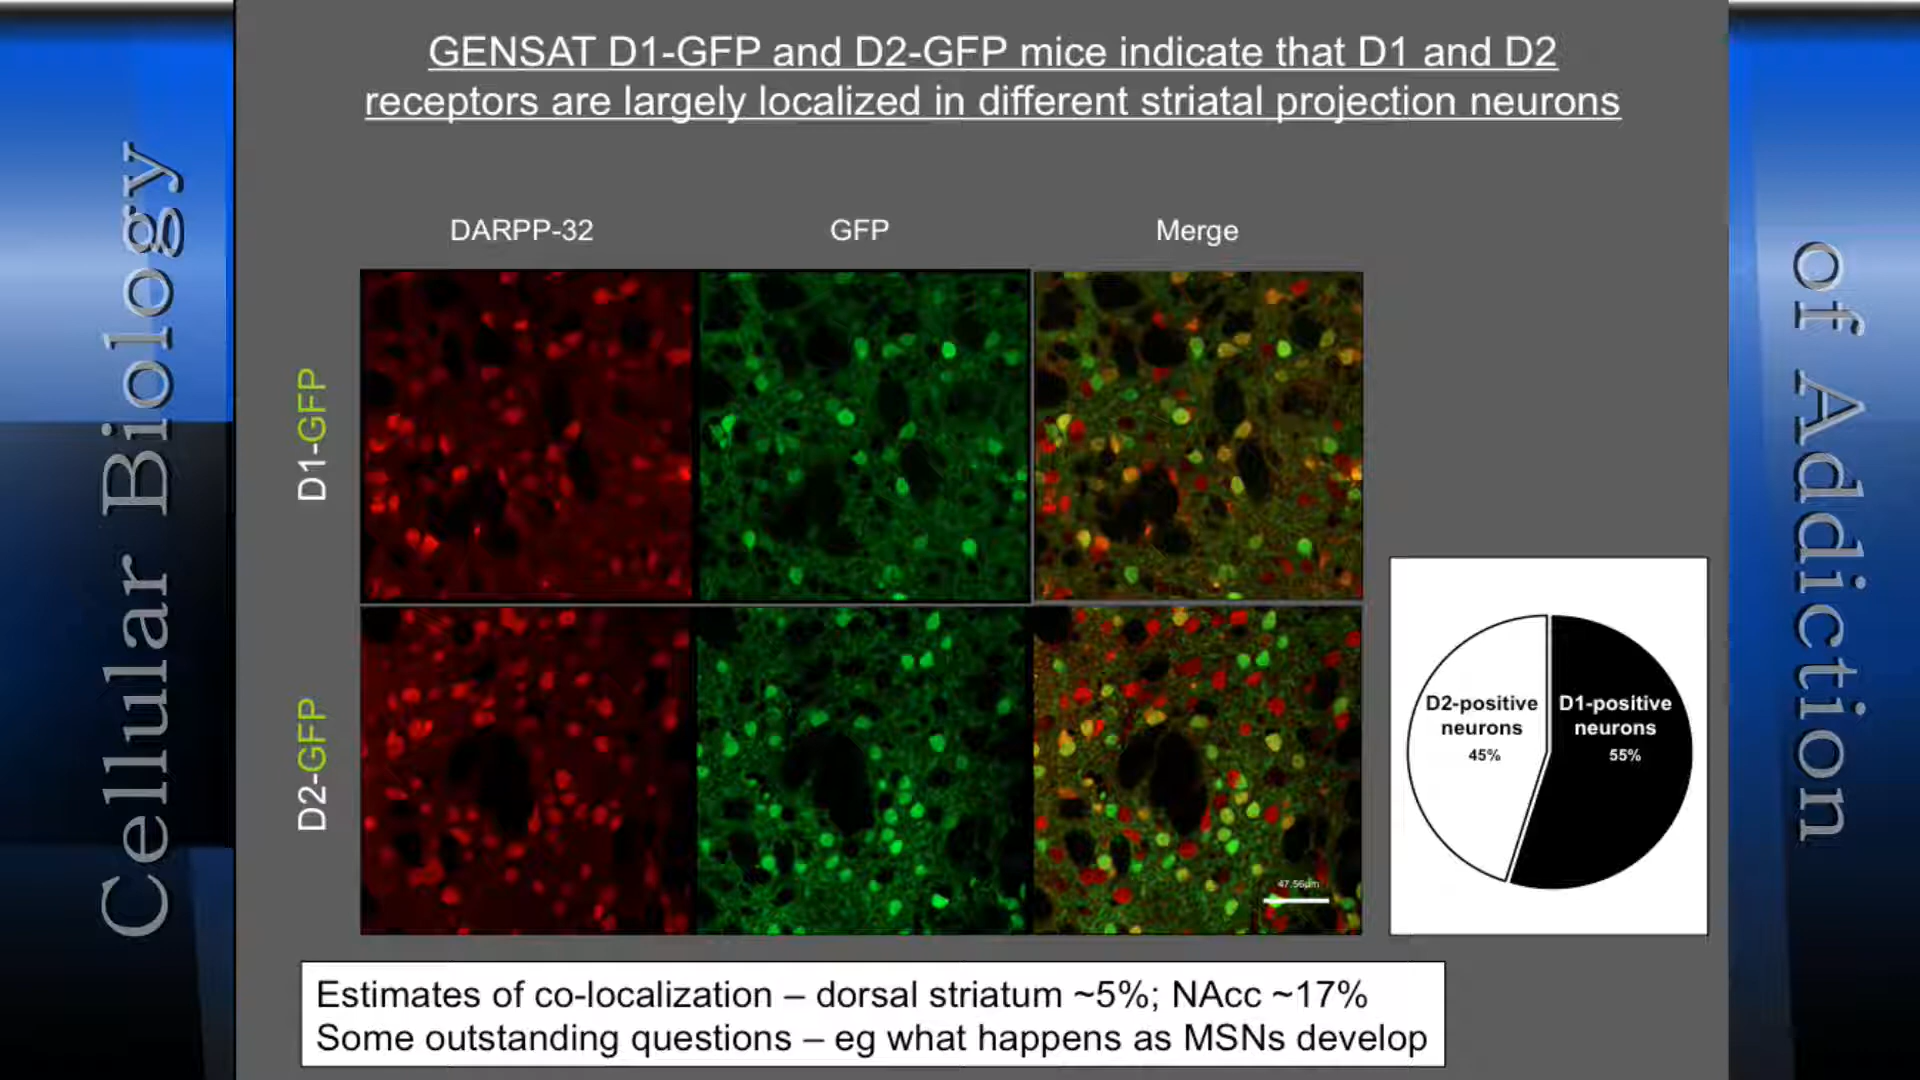 Cellular Biology
of Addiction
GENSAT D1-GFP and D2-GFP mice indicate that D1 and D2
receptors are largely localized in different striatal projection neurons
DARPP-32
GFP
Merge
D1-GFP
D2-GFP
47.56µm
D2-positive
neurons
45%
D1-positive
neurons
55%
Estimates of co-localization – dorsal striatum ~5%; NAcc ~17%
Some outstanding questions – eg what happens as MSNs develop